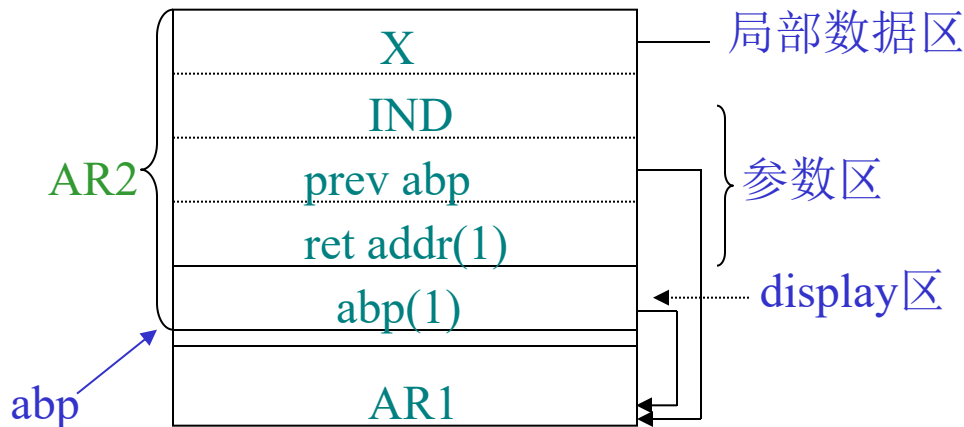 X
局部数据区
IND
AR2
prev abp
参数区
ret addr(1)
abp(1)
display区
abp
AR1